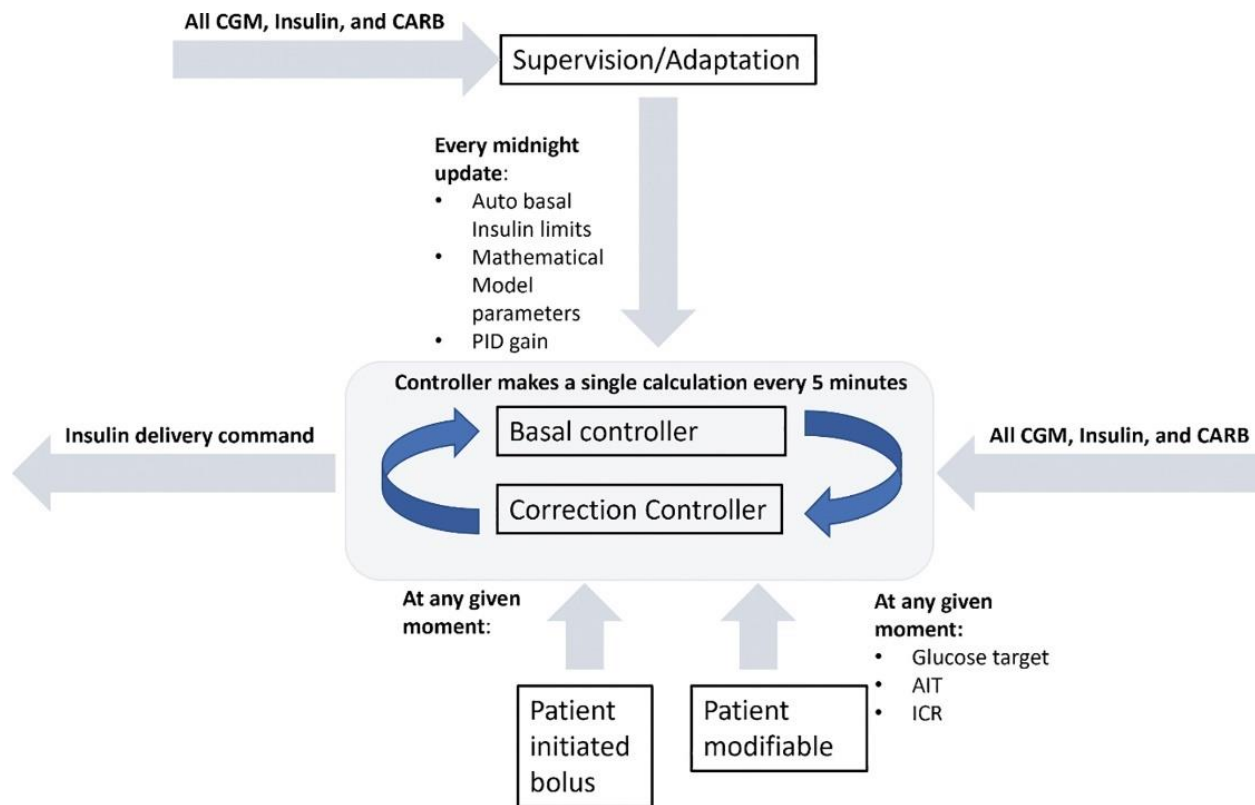 All CGM, Insulin, and CARB
Supervision/Adaptation
Every midnight
update:
• Auto basal
Insulin limits
• Mathematical
Model
parameters
• PID gain
Controller makes a single calculation every 5 minutes
Insulin delivery command
Basal controller
All CGM, Insulin, and CARB
Correction Controller
At any given
moment:
At any given
moment:
• Glucose target
• AIT
• ICR
Patient
initiated
bolus
Patient
modifiable